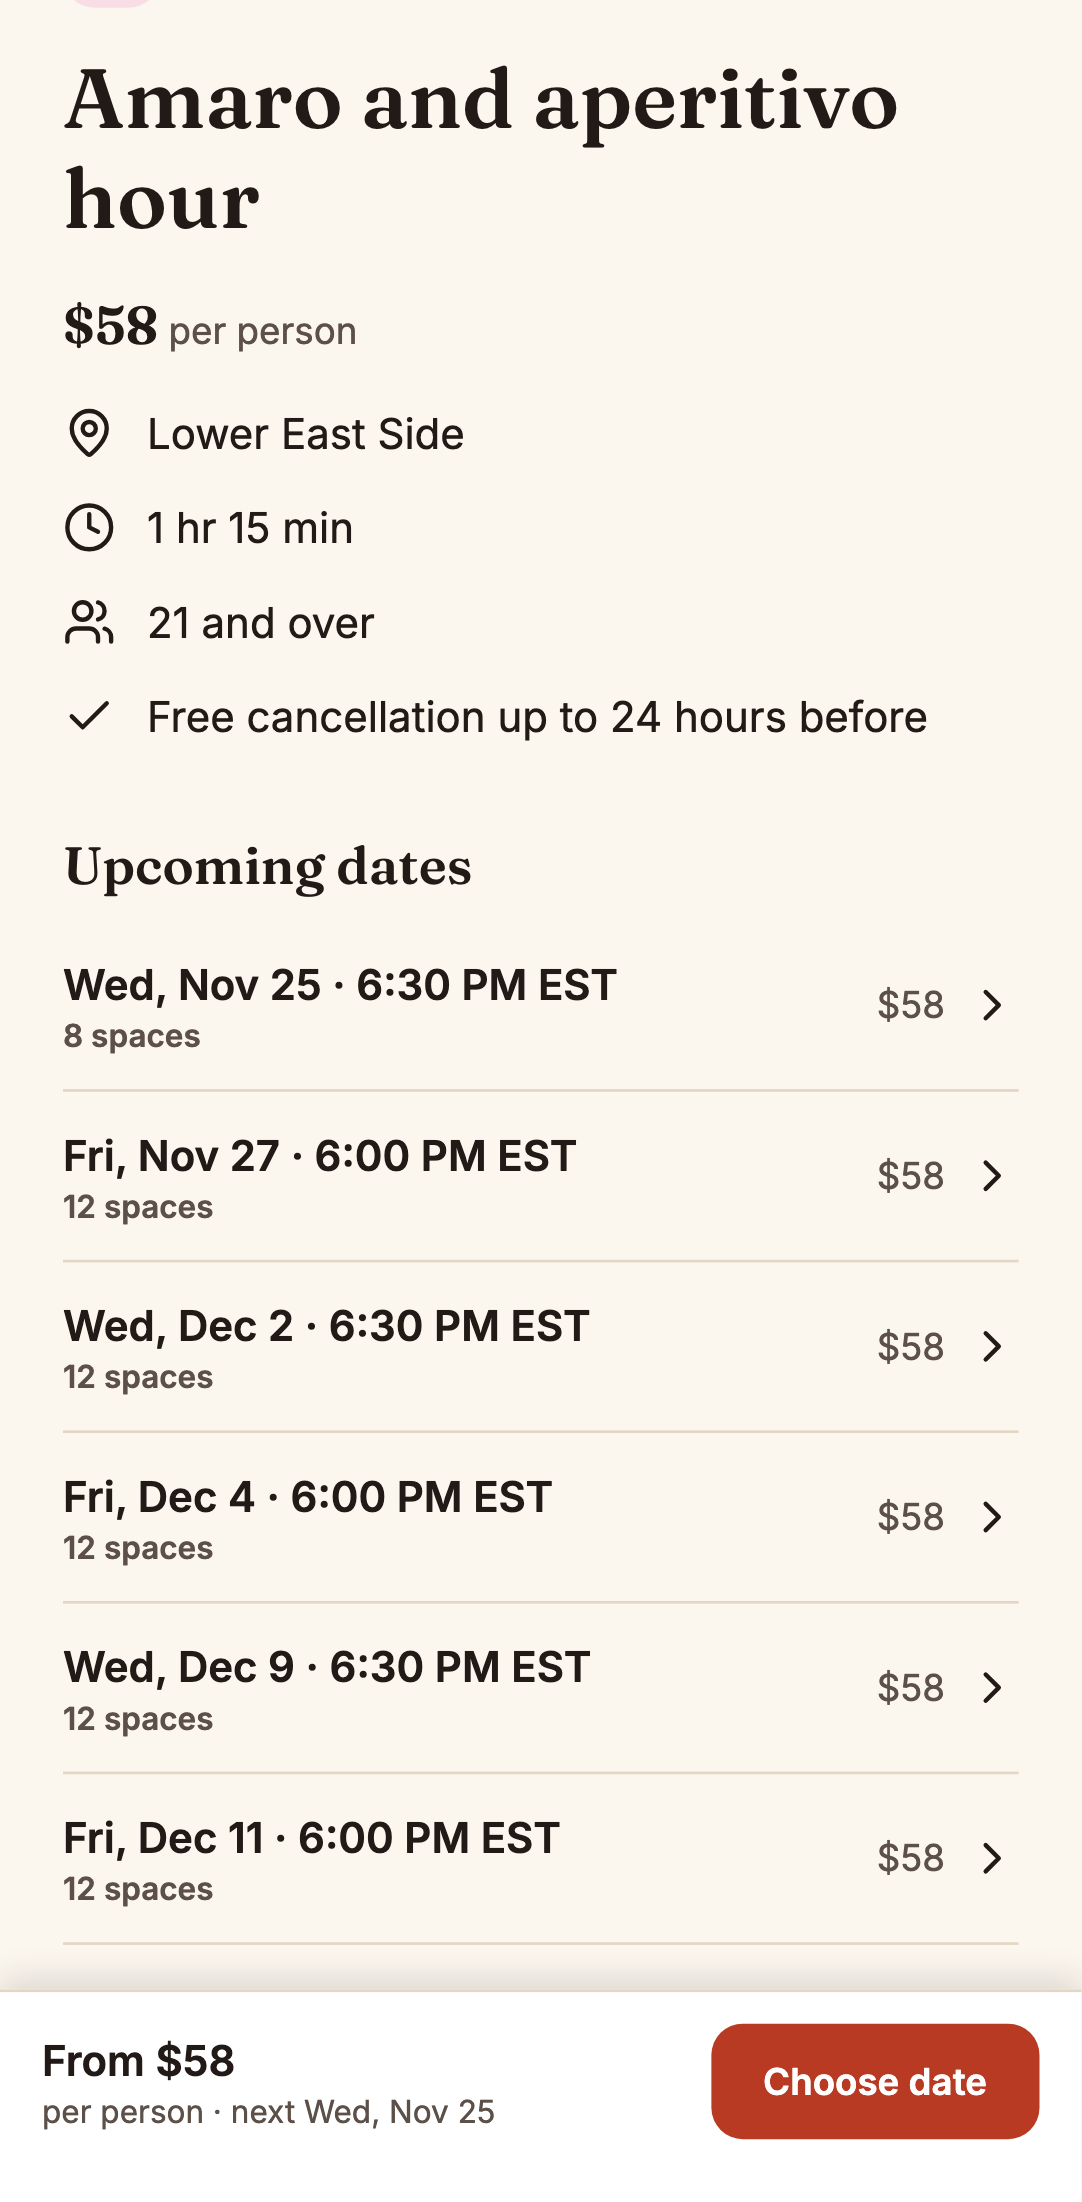 Amaro and aperitivo
hour
$58 per person
Lower East Side
1 hr 15 min
21 and over
Free cancellation up to 24 hours before
Upcoming dates
Wed, Nov 25 · 6:30 PM EST
8 spaces
$58
Fri, Nov 27 · 6:00 PM EST
12 spaces
$58
Wed, Dec 2 · 6:30 PM EST
12 spaces
$58
Fri, Dec 4 · 6:00 PM EST
12 spaces
$58
Wed, Dec 9 · 6:30 PM EST
12 spaces
$58
Fri, Dec 11 · 6:00 PM EST
12 spaces
$58
From $58
per person · next Wed, Nov 25
Choose date